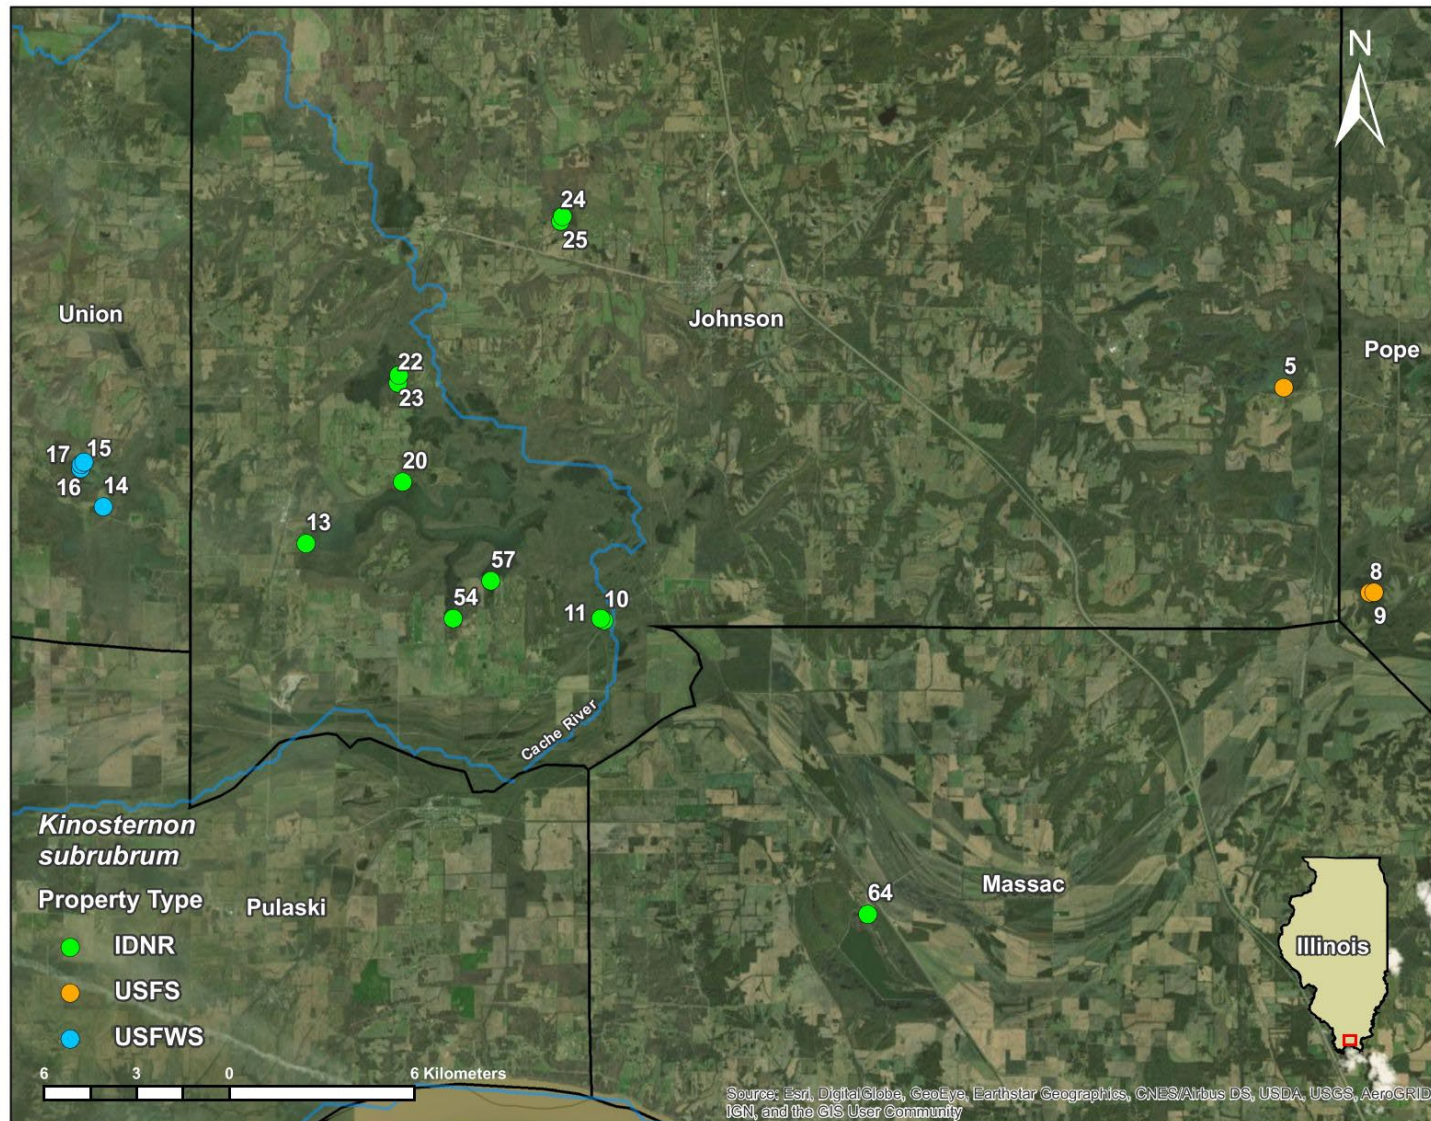 N
24
25
Union
Johnson
Pope
5
22
23
17
15
16
14
20
13
57
54
11
10
8
9
Cache River
Kinosternon
subrubrum
Property Type
IDNR
USFS
USFWS
Pulaski
Massac
64
Illinois
6 3 0 6 Kilometers
Source: Esri, DigitalGlobe, GeoEye, Earthstar Geographics, CNES/Airbus DS, USDA, USGS, AeroGRID
IGN, and the GIS User Community